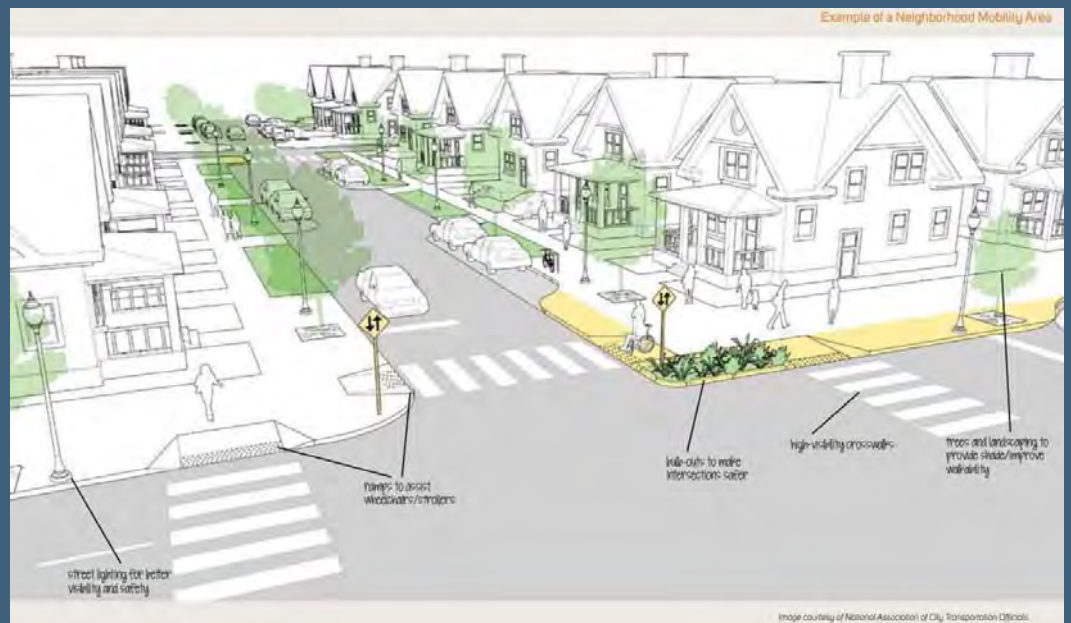 Example of a Neighborhood Mobility Area
high-visibility crosswalks
trees and landscaping to
provide shade/improve
walkability
bulb-outs to make
intersections safer
ramps to assist
wheelchairs/strollers
street lighting for better
visibility and safety
Image courtesy of National Association of City Transportation Officials